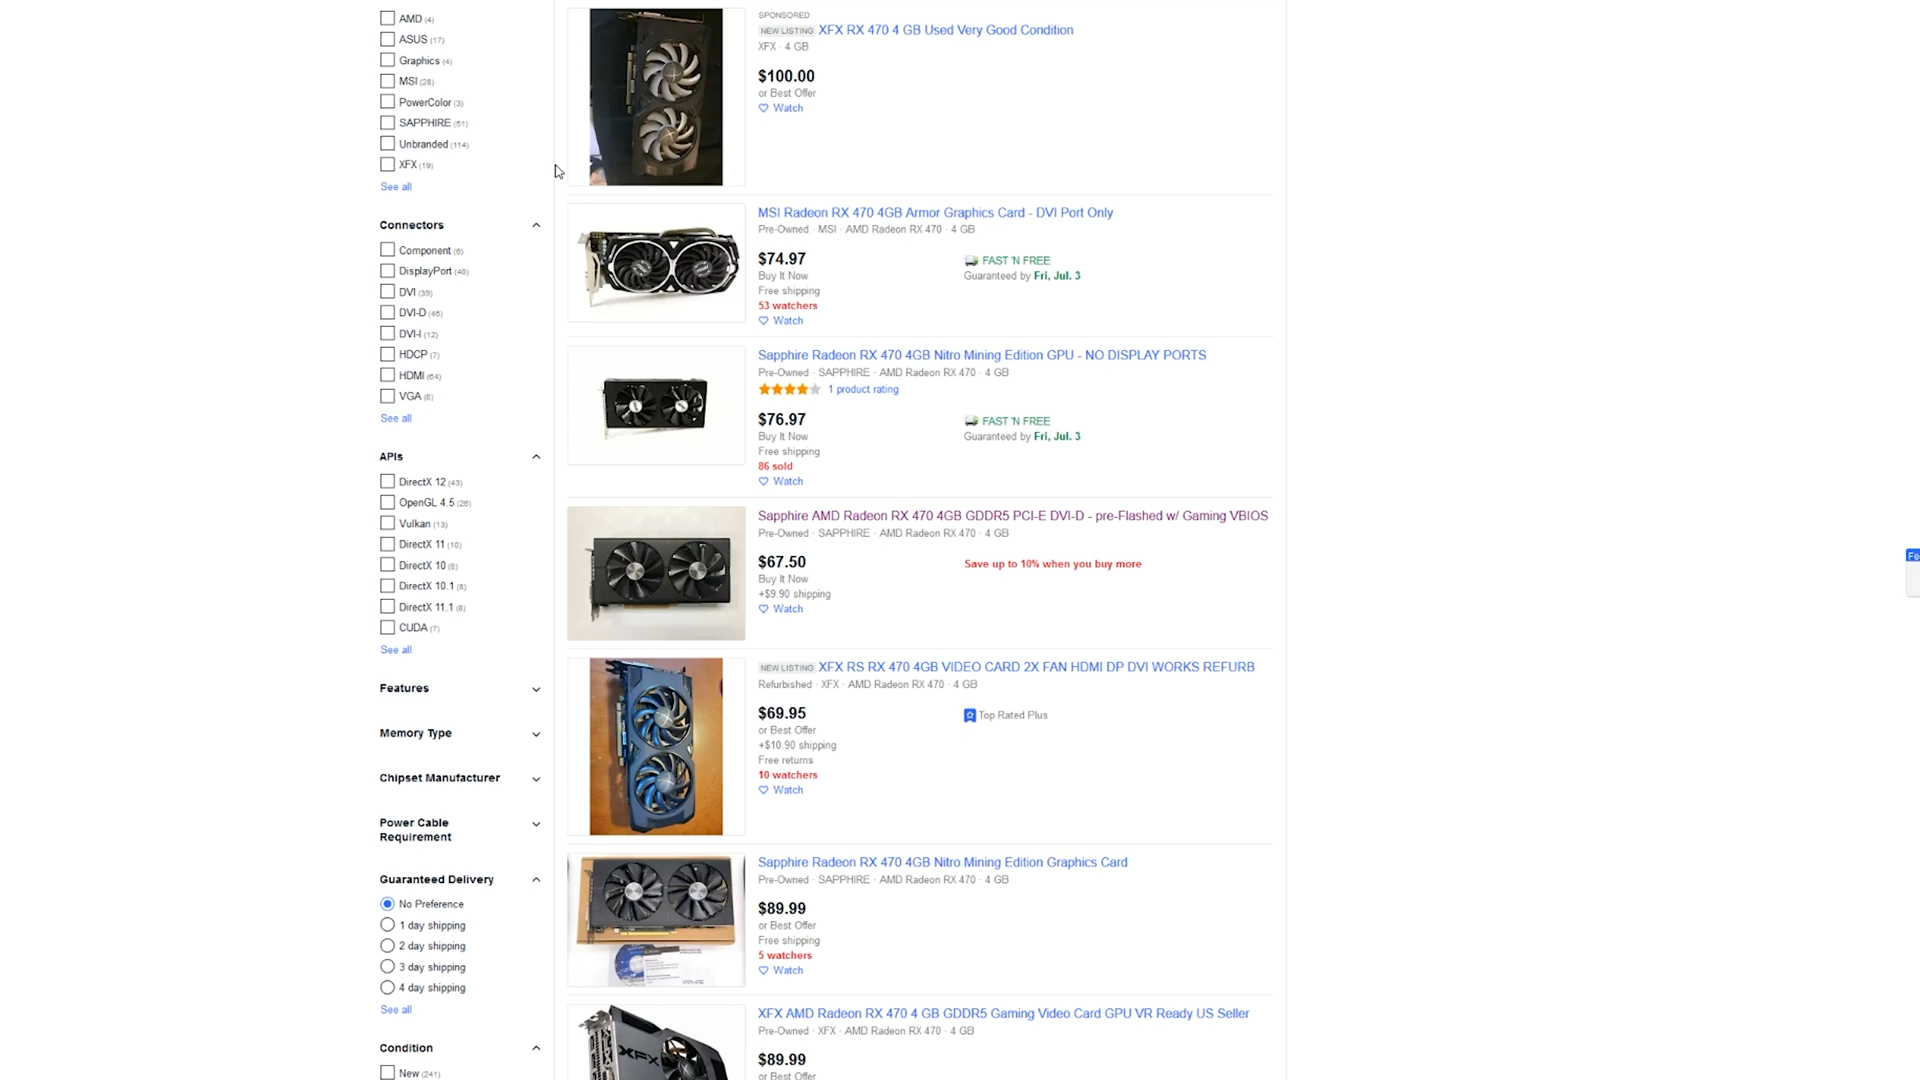 AMD (4)
ASUS (17)
Graphics (4)
MSI (28)
PowerColor (3)
SAPPHIRE (51)
Unbranded (114)
XFX (19)
See all
Connectors
Component (6)
DisplayPort (40)
DVI (39)
DVI-D (46)
DVI-I (12)
HDCP (7)
HDMI (64)
VGA (8)
See all
APIs
DirectX 12 (43)
OpenGL 4.5 (26)
Vulkan (13)
DirectX 11 (10)
DirectX 10 (8)
DirectX 10.1 (8)
DirectX 11.1 (8)
CUDA (7)
See all
Features
Memory Type
Chipset Manufacturer
Power Cable
Requirement
Guaranteed Delivery
No Preference
1 day shipping
2 day shipping
3 day shipping
4 day shipping
See all
Condition
New (241)
SPONSORED
NEW LISTING XFX RX 470 4 GB Used Very Good Condition
XFX · 4 GB
$100.00
or Best Offer
Watch
MSI Radeon RX 470 4GB Armor Graphics Card - DVI Port Only
Pre-Owned · MSI · AMD Radeon RX 470 · 4 GB
$74.97
Buy It Now
Free shipping
53 watchers
Watch
FAST 'N FREE
Guaranteed by Fri, Jul. 3
Sapphire Radeon RX 470 4GB Nitro Mining Edition GPU - NO DISPLAY PORTS
Pre-Owned · SAPPHIRE · AMD Radeon RX 470 · 4 GB
1 product rating
$76.97
Buy It Now
Free shipping
86 sold
Watch
FAST 'N FREE
Guaranteed by Fri, Jul. 3
Sapphire AMD Radeon RX 470 4GB GDDR5 PCI-E DVI-D - pre-Flashed w/ Gaming VBIOS
Pre-Owned · SAPPHIRE · AMD Radeon RX 470 · 4 GB
$67.50
Buy It Now
+$9.90 shipping
Watch
Save up to 10% when you buy more
NEW LISTING XFX RS RX 470 4GB VIDEO CARD 2X FAN HDMI DP DVI WORKS REFURB
Refurbished · XFX · AMD Radeon RX 470 · 4 GB
$69.95
or Best Offer
+$10.90 shipping
Free returns
10 watchers
Watch
Top Rated Plus
Sapphire Radeon RX 470 4GB Nitro Mining Edition Graphics Card
Pre-Owned · SAPPHIRE · AMD Radeon RX 470 · 4 GB
$89.99
or Best Offer
Free shipping
5 watchers
Watch
XFX AMD Radeon RX 470 4 GB GDDR5 Gaming Video Card GPU VR Ready US Seller
Pre-Owned · XFX · AMD Radeon RX 470 · 4 GB
$89.99
or Best Offer
XFX
Fe